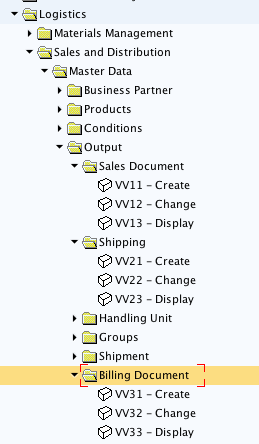 Logistics
Materials Management
Sales and Distribution
Master Data
Business Partner
Products
Conditions
Output
Sales Document
VV11 - Create
VV12 - Change
VV13 - Display
Shipping
VV21 - Create
VV22 - Change
VV23 - Display
Handling Unit
Groups
Shipment
Billing Document
VV31 - Create
VV32 - Change
VV33 - Display